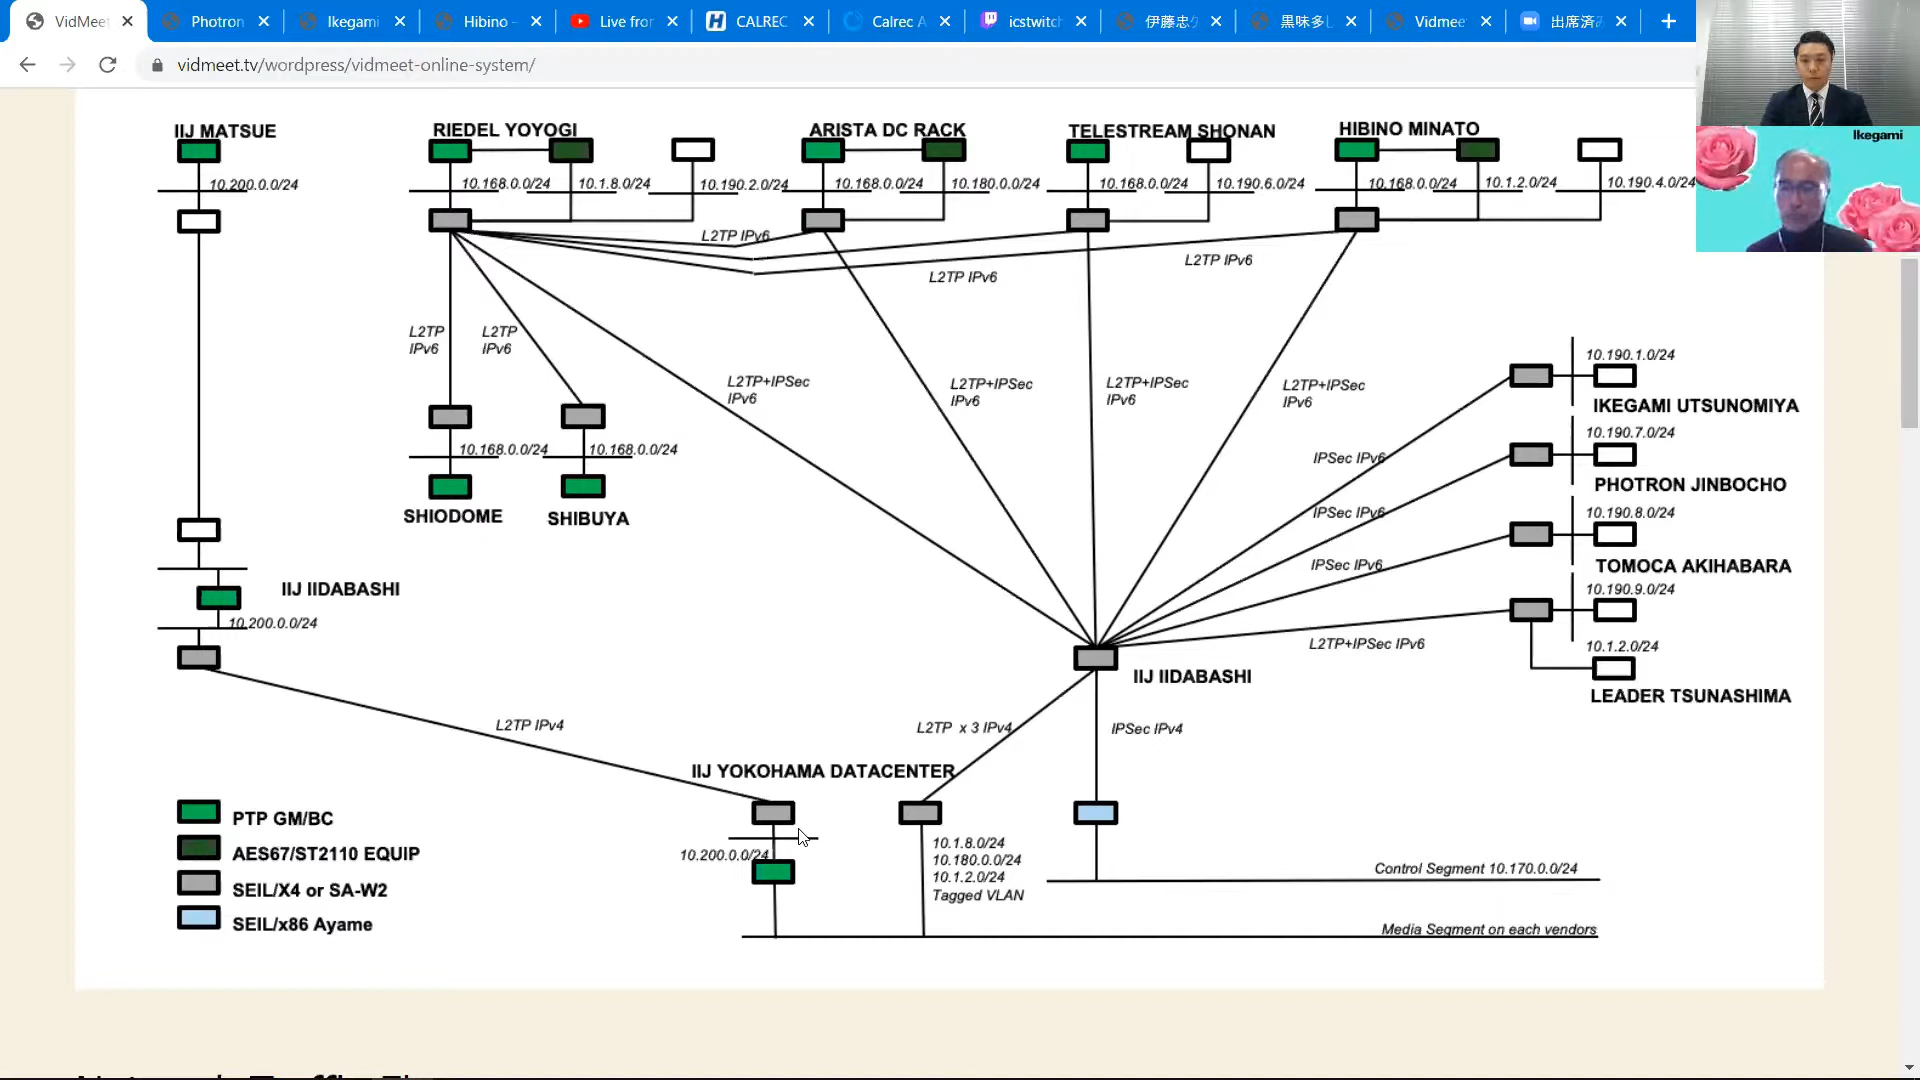 VidMee
Photron
Ikegami
Hibino -
Live fro
CALREC
Calrec A
icstwitch
伊藤忠
黒味多し
Vidmee
出席済
vidmeet.tv/wordpress/vidmeet-online-system/
Ikegami
IIJ MATSUE
RIEDEL YOYOGI
ARISTA DC RACK
TELESTREAM SHONAN
HIBINO MINATO
10.200.0.0/24
10.168.0.0/24
10.1.8.0/24
10.190.2.0/24
10.168.0.0/24
10.180.0.0/24
10.168.0.0/24
10.190.6.0/24
10.168.0.0/24
10.1.2.0/24
10.190.4.0/24
L2TP IPv6
L2TP IPv6
L2TP IPv6
L2TP
IPv6
L2TP
IPv6
L2TP+IPSec
IPv6
L2TP+IPSec
IPv6
L2TP+IPSec
IPv6
L2TP+IPSec
IPv6
10.190.1.0/24
IKEGAMI UTSUNOMIYA
10.190.7.0/24
IPSec IPv6
PHOTRON JINBOCHO
10.168.0.0/24
10.168.0.0/24
SHIODOME
SHIBUYA
10.190.8.0/24
IPSec IPv6
TOMOCA AKIHABARA
IPSec IPv6
10.190.9.0/24
IIJ IIDABASHI
10.200.0.0/24
L2TP+IPSec IPv6
10.1.2.0/24
LEADER TSUNASHIMA
IIJ IIDABASHI
L2TP IPv4
L2TP x 3 IPv4
IPSec IPv4
IIJ YOKOHAMA DATACENTER
PTP GM/BC
AES67/ST2110 EQUIP
SEIL/X4 or SA-W2
SEIL/x86 Ayame
10.200.0.0/24
10.1.8.0/24
10.180.0.0/24
10.1.2.0/24
Tagged VLAN
Control Segment 10.170.0.0/24
Media Segment on each vendors